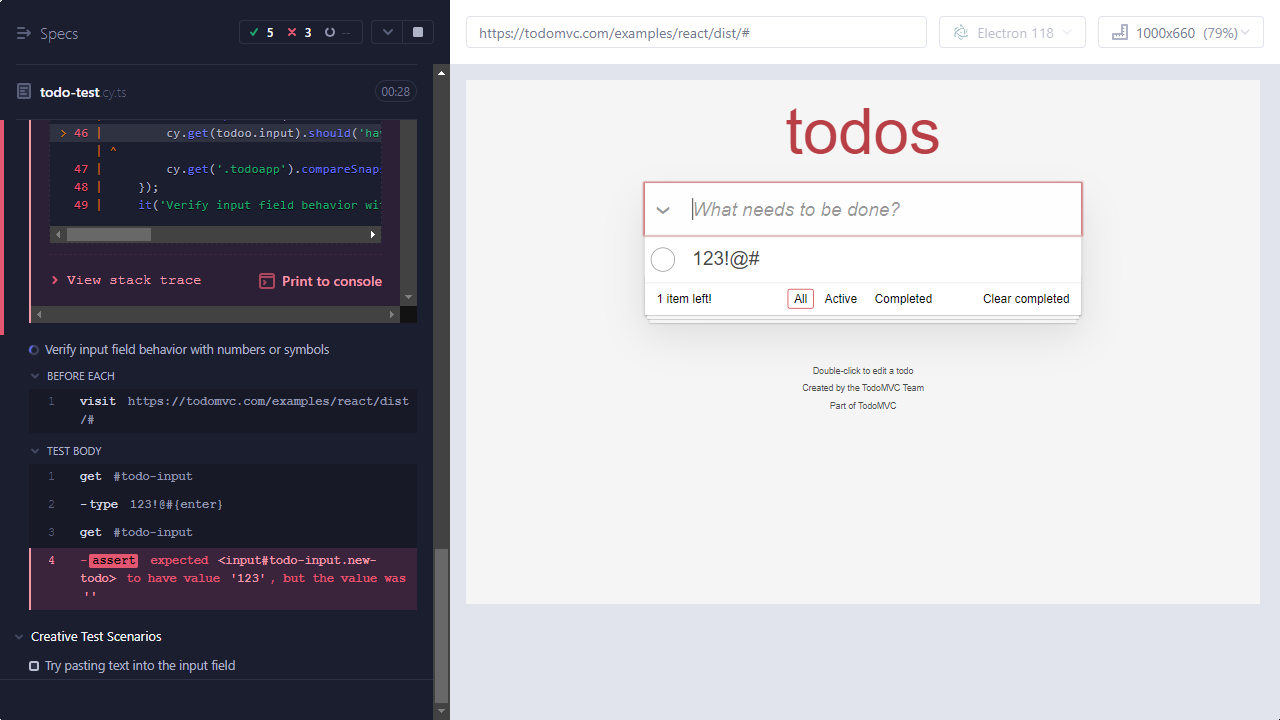 Specs
5 3 --
todo-test.cy.ts
00:28
> 46 | cy.get(todoo.input).should('ha
| ^
47 | cy.get('.todoapp').compareSnap
48 | });
49 | it('Verify input field behavior wi
View stack trace
Print to console
Verify input field behavior with numbers or symbols
BEFORE EACH
1 visit https://todomvc.com/examples/react/dist
/#
TEST BODY
1 get #todo-input
2 -type 123!@#{enter}
3 get #todo-input
4 -assert expected <input#todo-input.new-
todo> to have value '123', but the value was
''
Creative Test Scenarios
Try pasting text into the input field
https://todomvc.com/examples/react/dist/#
Electron 118
1000x660 (79%)
todos
What needs to be done?
123!@#
1 item left!
All Active Completed
Clear completed
Double-click to edit a todo
Created by the TodoMVC Team
Part of TodoMVC